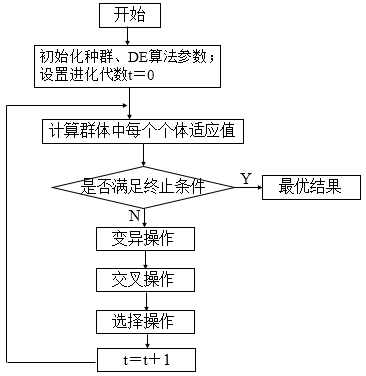 开始
初始化种群、DE算法参数；
设置进化代数t＝0
计算群体中每个个体适应值
是否满足终止条件
Y
最优结果
N
变异操作
交叉操作
选择操作
t＝t＋1